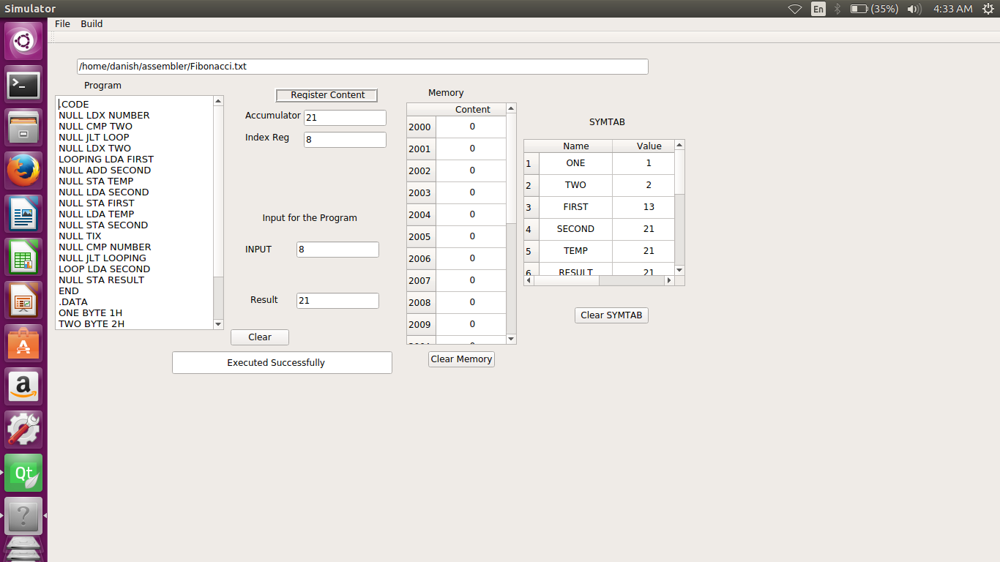 Simulator
En
(35%)
4:33 AM
File Build
/home/danish/assembler/Fibonacci.txt
Program
.CODE
NULL LDX NUMBER
NULL CMP TWO
NULL JLT LOOP
NULL LDX TWO
LOOPING LDA FIRST
NULL ADD SECOND
NULL STA TEMP
NULL LDA SECOND
NULL STA FIRST
NULL LDA TEMP
NULL STA SECOND
NULL TIX
NULL CMP NUMBER
NULL JLT LOOPING
LOOP LDA SECOND
NULL STA RESULT
END
.DATA
ONE BYTE 1H
TWO BYTE 2H
Register Content
Accumulator 21
Index Reg 8
Input for the Program
INPUT 8
Result 21
Clear
Executed Successfully
Memory
Content
2000 0
2001 0
2002 0
2003 0
2004 0
2005 0
2006 0
2007 0
2008 0
2009 0
Clear Memory
SYMTAB
Name Value
1 ONE 1
2 TWO 2
3 FIRST 13
4 SECOND 21
5 TEMP 21
6 RESULT 21
Clear SYMTAB
A
a
Qt
?